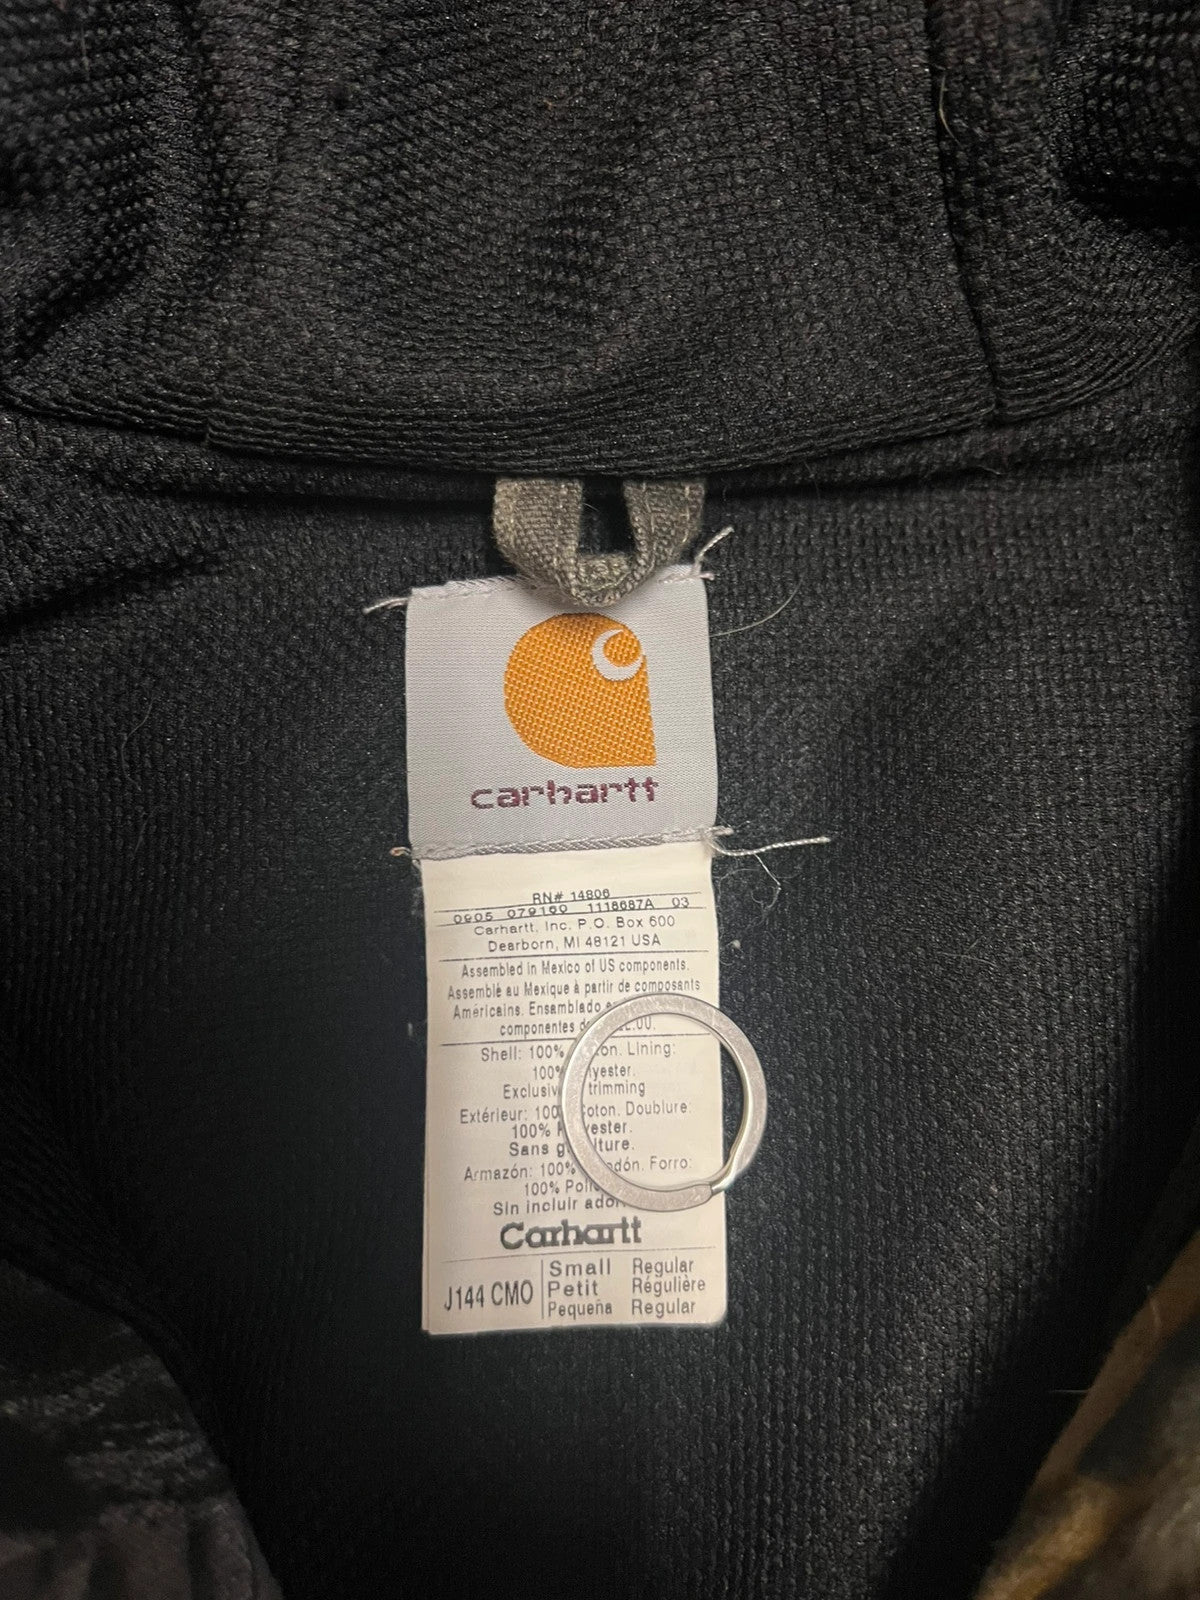 carhartt
RN# 14806
0905 079160 1118687A 03
Carhartt, Inc. P.O. Box 600
Dearborn, MI 48121 USA
Assembled in Mexico of US components.
Assemblé au Mexique à partir de composants
Américains. Ensamblado
componentes
Shell: 100% Lining:
100%
trimming
Extérieur: Doublure:
100%
Sans
Armazón: 100% Forro:
100%
Sin incluir
Carhartt
J144 CMO
Small Regular
Petit Régulière
Pequeña Regular